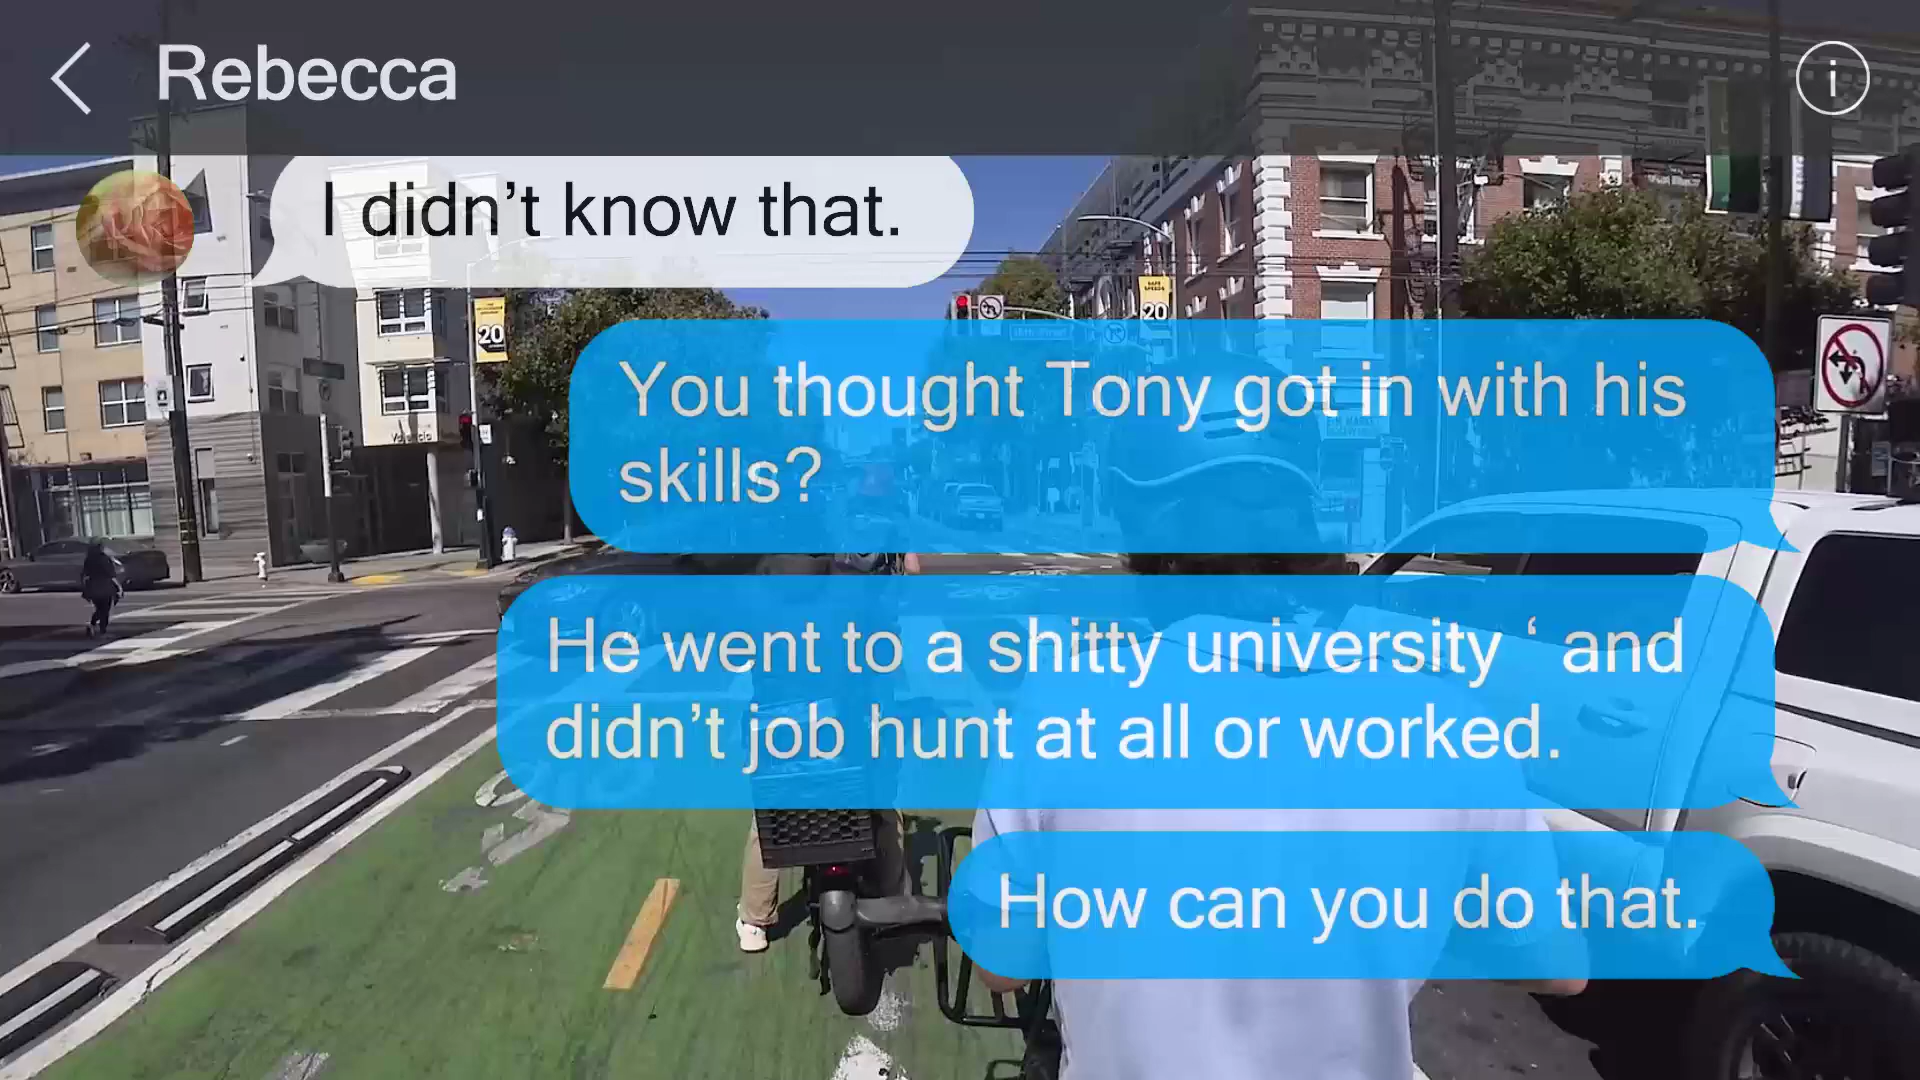 Rebecca
i
I didn't know that.
20
20
You thought Tony got in with his
skills?
He went to a shitty university ‘ and
didn't job hunt at all or worked.
How can you do that.